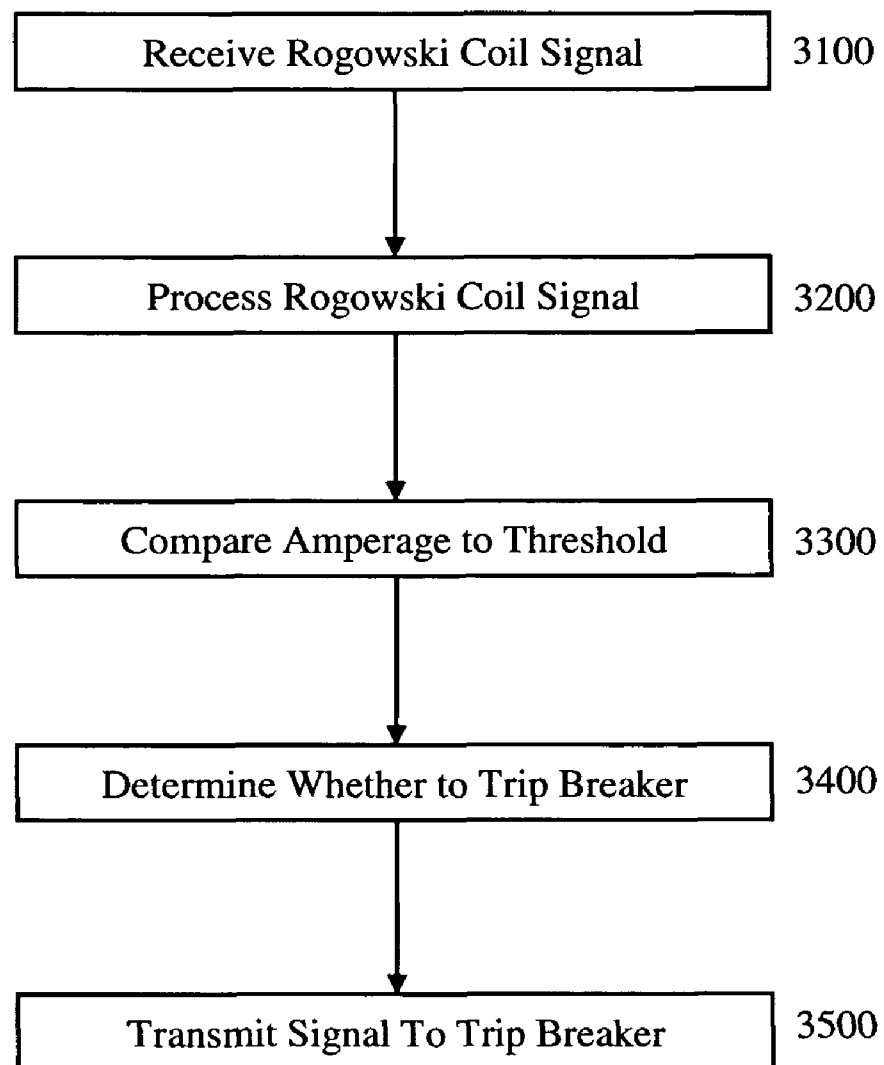 Receive Rogowski Coil Signal 3100
Process Rogowski Coil Signal 3200
Compare Amperage to Threshold 3300
Determine Whether to Trip Breaker 3400
Transmit Signal To Trip Breaker 3500